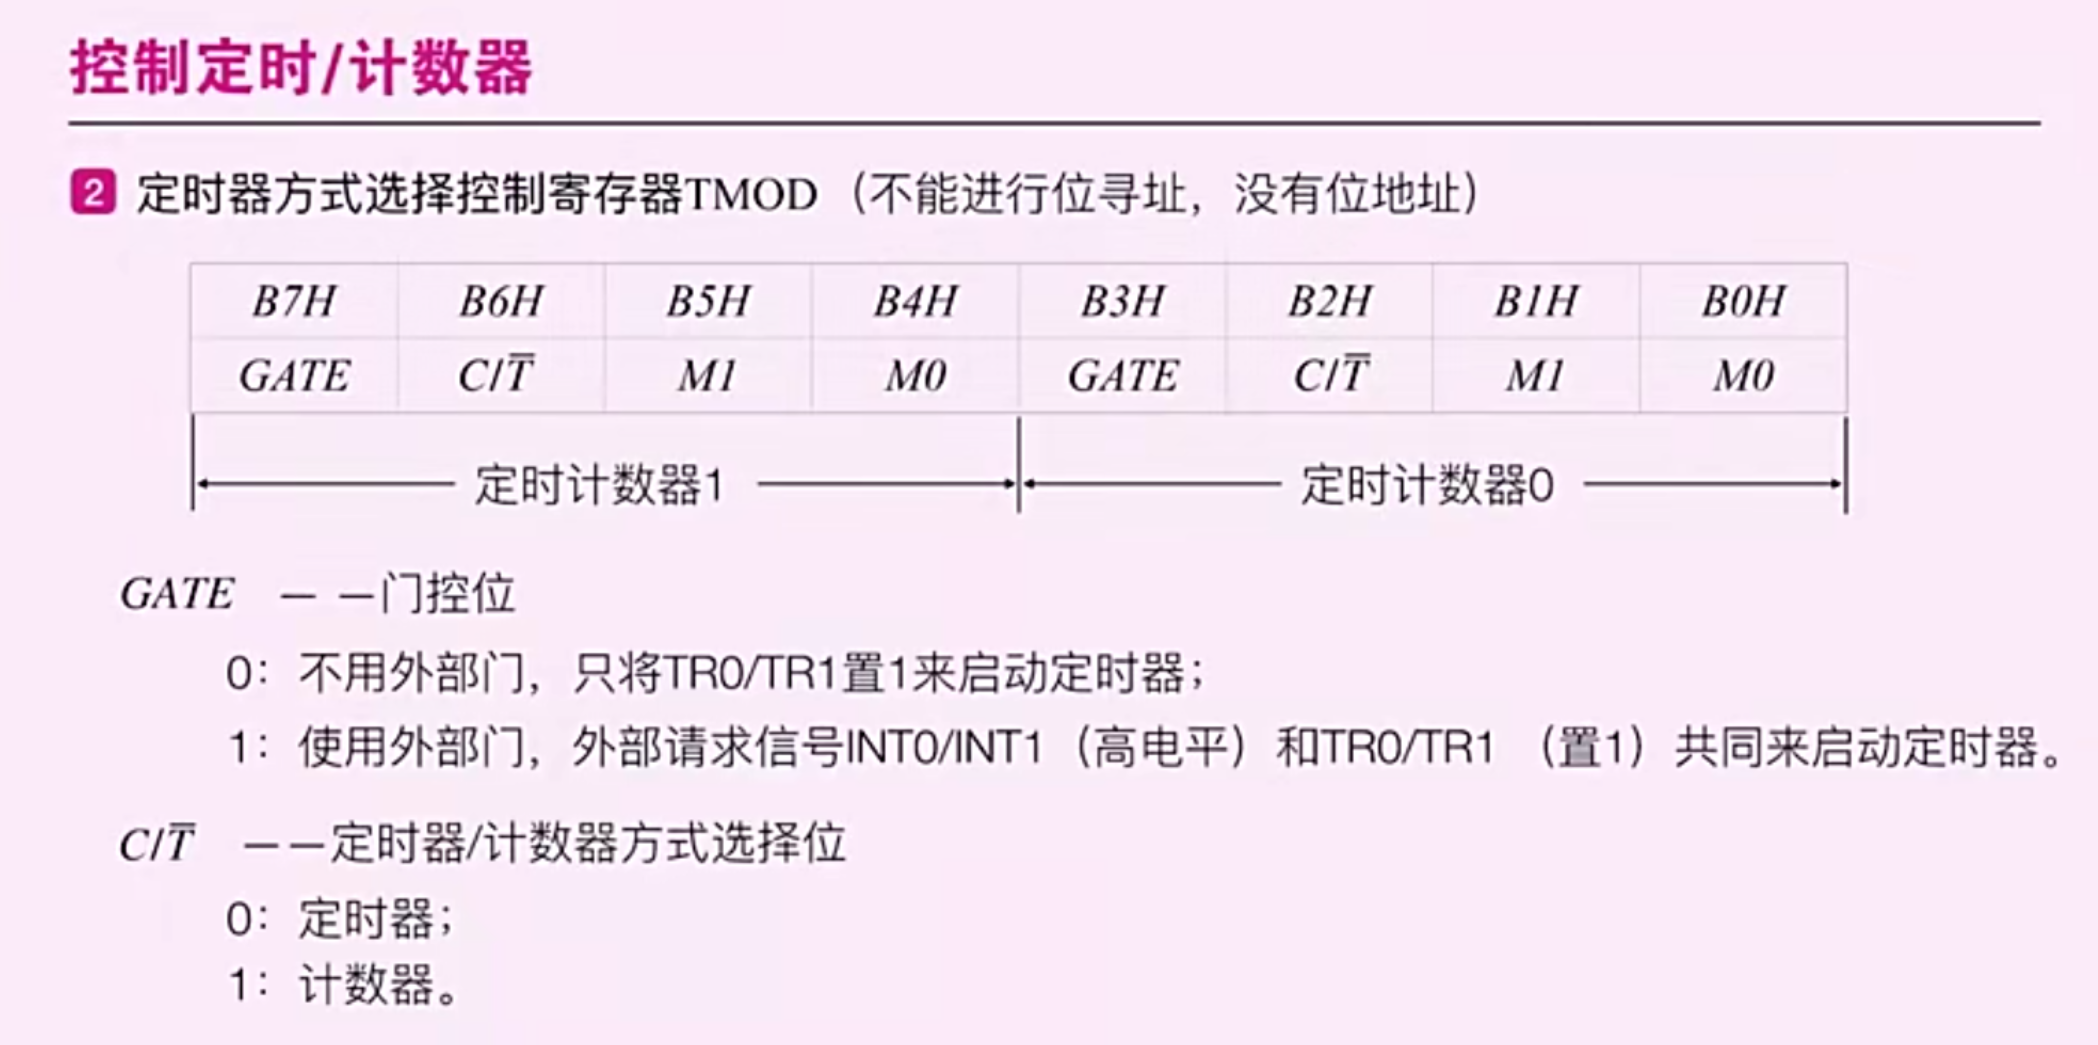 控制定时/计数器
2 定时器方式选择控制寄存器TMOD（不能进行位寻址，没有位地址）
B7H B6H B5H B4H B3H B2H B1H B0H
GATE C/T̅ M1 M0 GATE C/T̅ M1 M0
定时计数器1 定时计数器0
GATE — —门控位
0：不用外部门，只将TR0/TR1置1来启动定时器；
1：使用外部门，外部请求信号INT0/INT1（高电平）和TR0/TR1（置1）共同来启动定时器。
C/T̅ ——定时器/计数器方式选择位
0：定时器；
1：计数器。